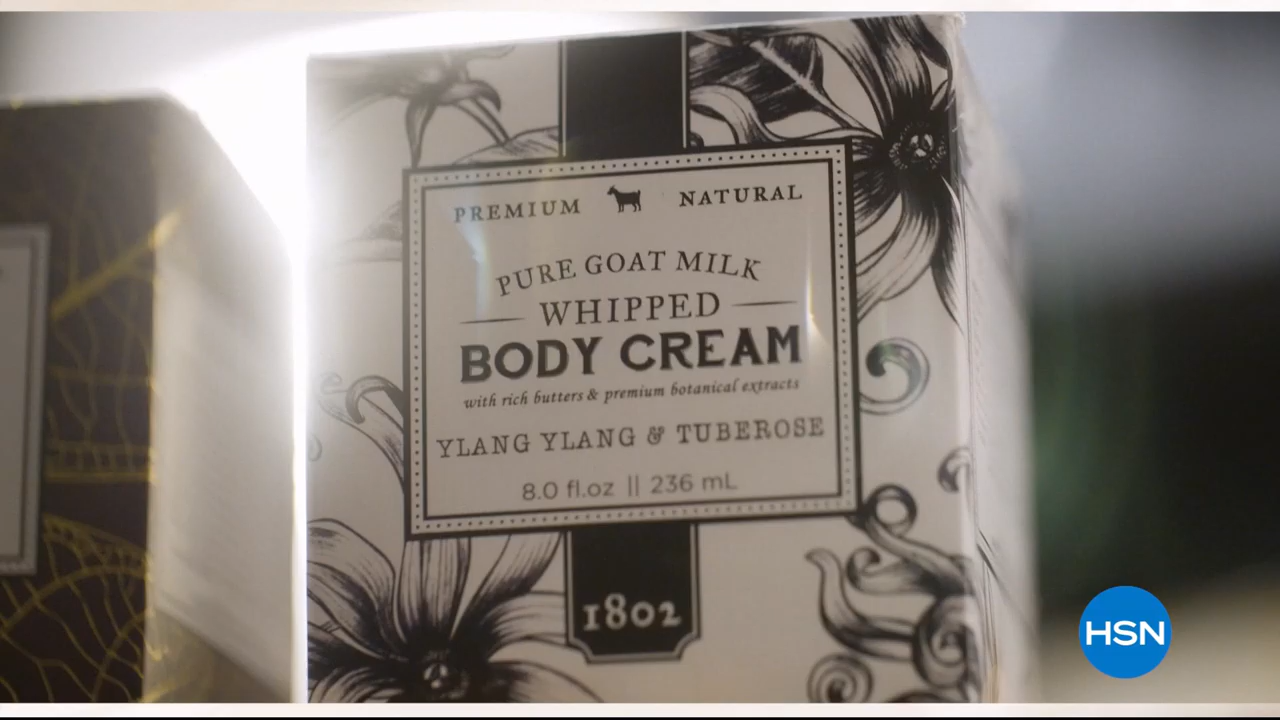 PREMIUM NATURAL
PURE GOAT MILK
WHIPPED
BODY CREAM
with rich butters & premium botanical extracts
YLANG YLANG & TUBEROSE
8.0 fl.oz || 236 mL
1802
HSN